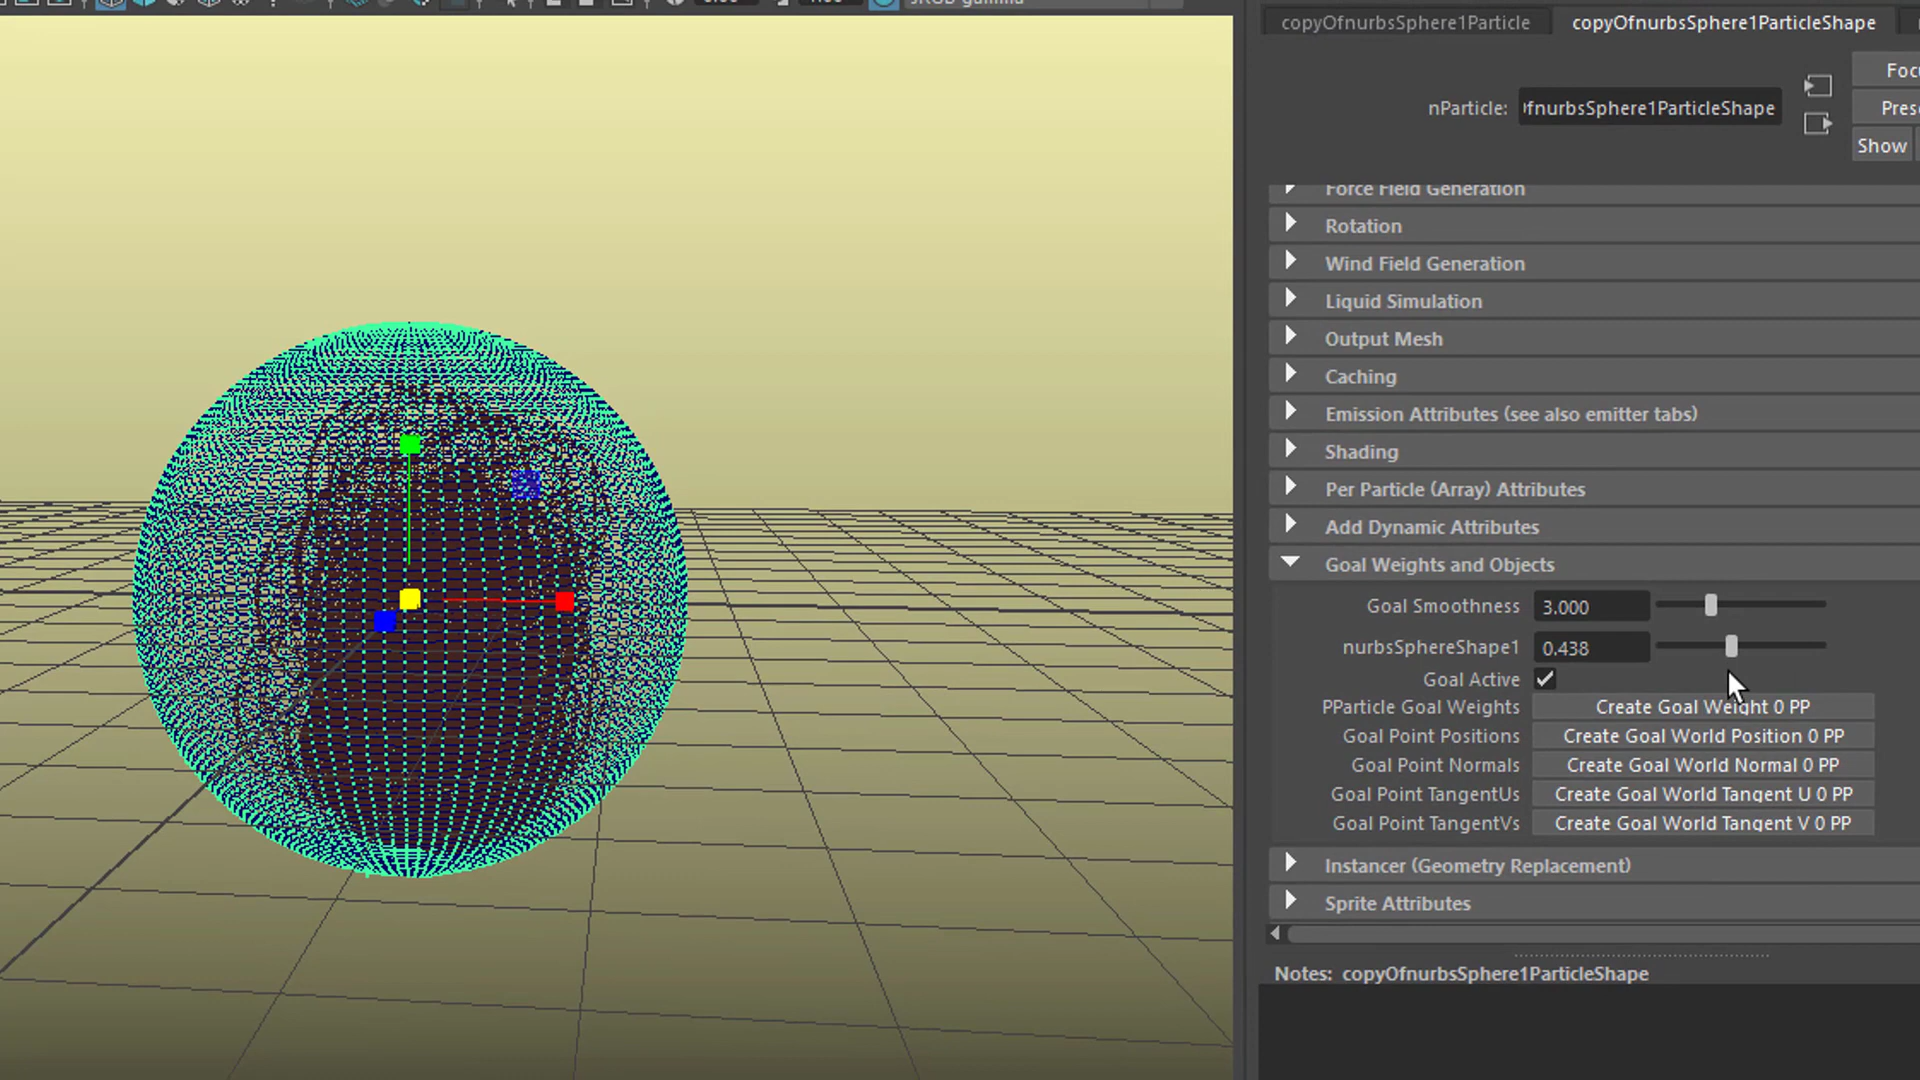 copyOfnurbsSphere1Particle
copyOfnurbsSphere1ParticleShape
nParticle:
fnurbsSphere1ParticleShape
Show
Force Field Generation
Rotation
Wind Field Generation
Liquid Simulation
Output Mesh
Caching
Emission Attributes (see also emitter tabs)
Shading
Per Particle (Array) Attributes
Add Dynamic Attributes
Goal Weights and Objects
Goal Smoothness 3.000
nurbsSphereShape1 0.438
Goal Active
PParticle Goal Weights Create Goal Weight 0 PP
Goal Point Positions Create Goal World Position 0 PP
Goal Point Normals Create Goal World Normal 0 PP
Goal Point TangentUs Create Goal World Tangent U 0 PP
Goal Point TangentVs Create Goal World Tangent V 0 PP
Instancer (Geometry Replacement)
Sprite Attributes
Notes: copyOfnurbsSphere1ParticleShape